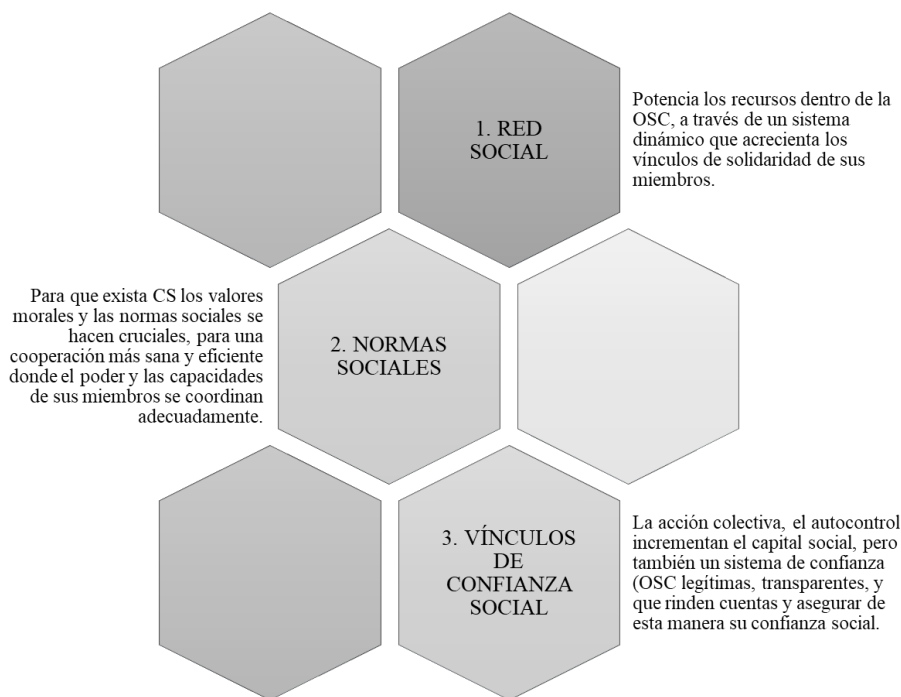 1. RED
SOCIAL
Potencia los recursos dentro de la
OSC, a través de un sistema
dinámico que acrecienta los
vínculos de solidaridad de sus
miembros.
Para que exista CS los valores
morales y las normas sociales se
hacen cruciales, para una
cooperación más sana y eficiente
donde el poder y las capacidades
de sus miembros se coordinan
adecuadamente.
2. NORMAS
SOCIALES
3. VÍNCULOS
DE
CONFIANZA
SOCIAL
La acción colectiva, el autocontrol
incrementan el capital social, pero
también un sistema de confianza
(OSC legítimas, transparentes, y
que rinden cuentas y asegurar de
esta manera su confianza social.